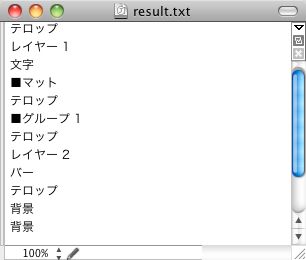 result.txt
テロップ
レイヤー 1
文字
■マット
テロップ
■グループ 1
テロップ
レイヤー 2
バー
テロップ
背景
背景
100%